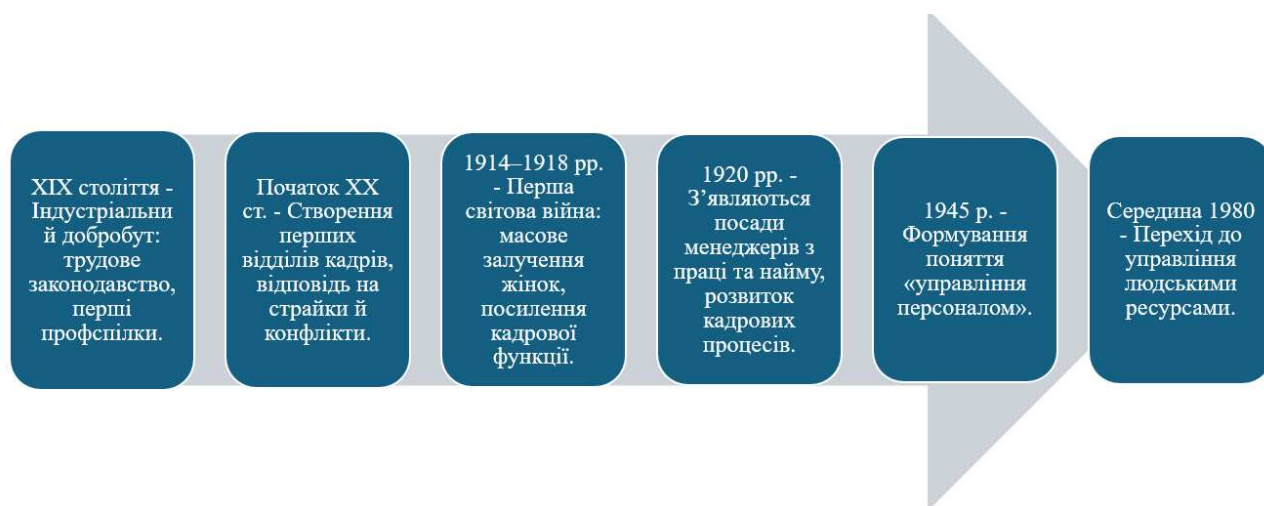 XIX століття -
Індустріальни
й добробут:
трудове
законодавство,
перші
профспілки.
Початок XX
ст. - Створення
перших
відділів кадрів,
відповідь на
страйки й
конфлікти.
1914–1918 рр.
- Перша
світова війна:
масове
залучення
жінок,
посилення
кадрової
функції.
1920 рр. -
З’являються
посади
менеджерів з
праці та найму,
розвиток
кадрових
процесів.
1945 р. -
Формування
поняття
«управління
персоналом».
Середина 1980
- Перехід до
управління
людськими
ресурсами.